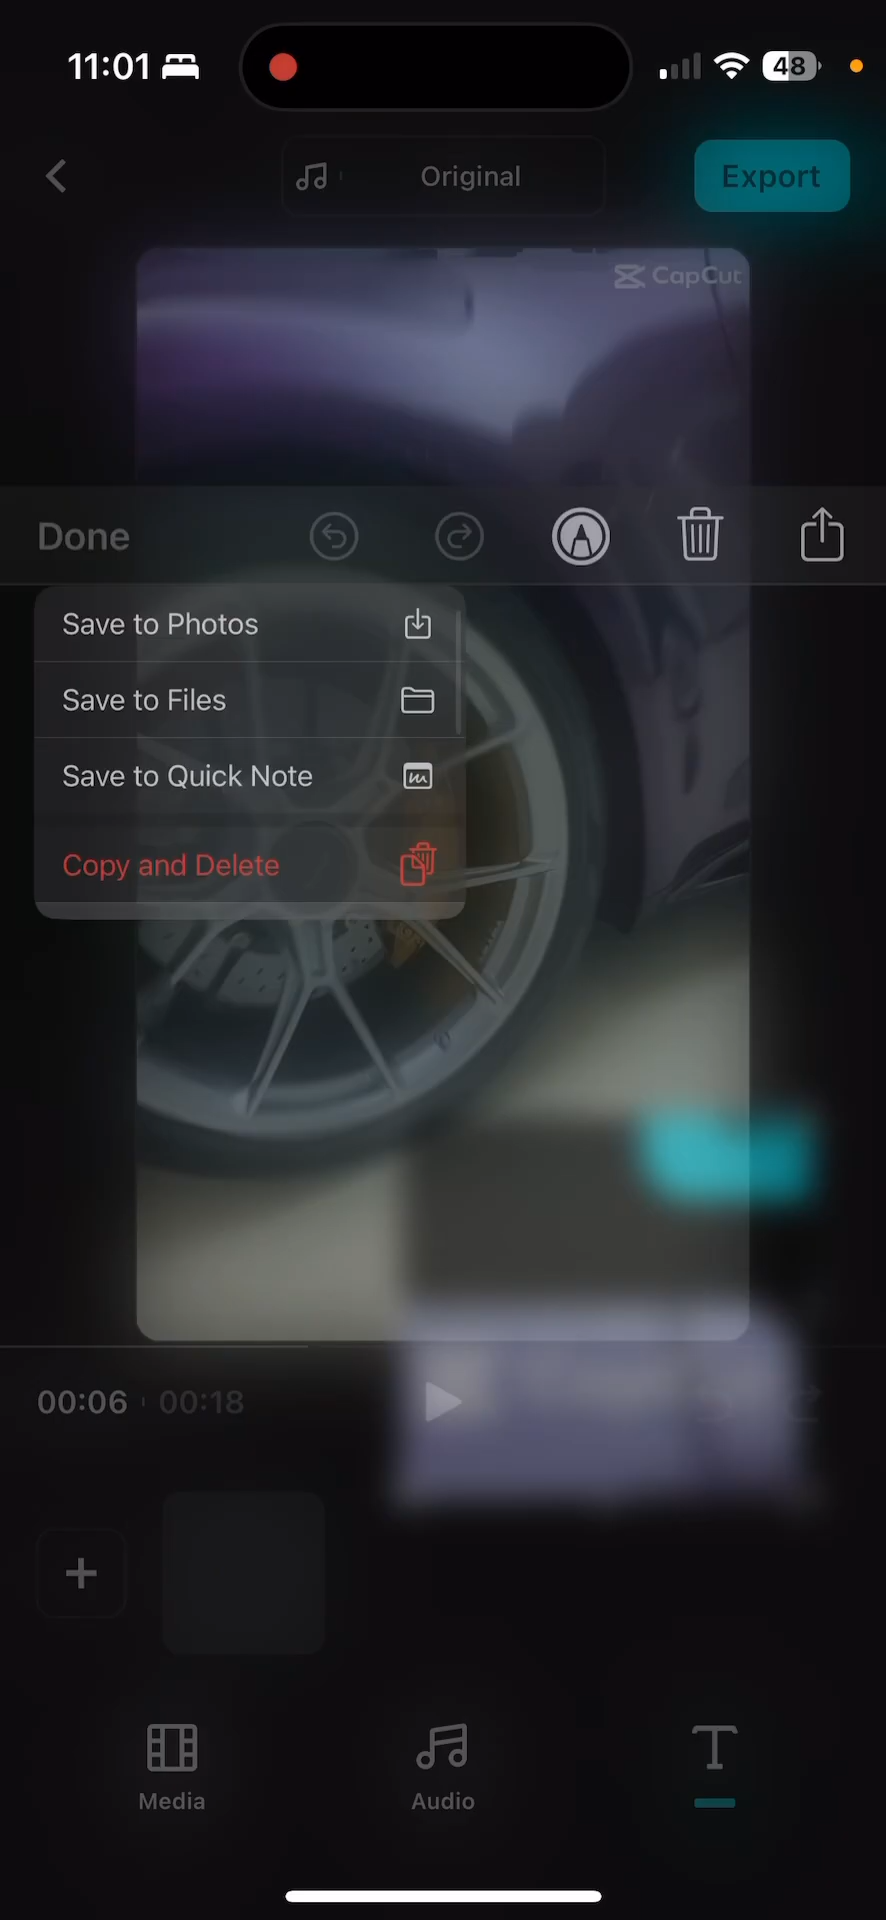 11:01
48
Original
Export
CapCut
Done
Save to Photos
Save to Files
Save to Quick Note
Copy and Delete
00:06
00:18
Media
Audio